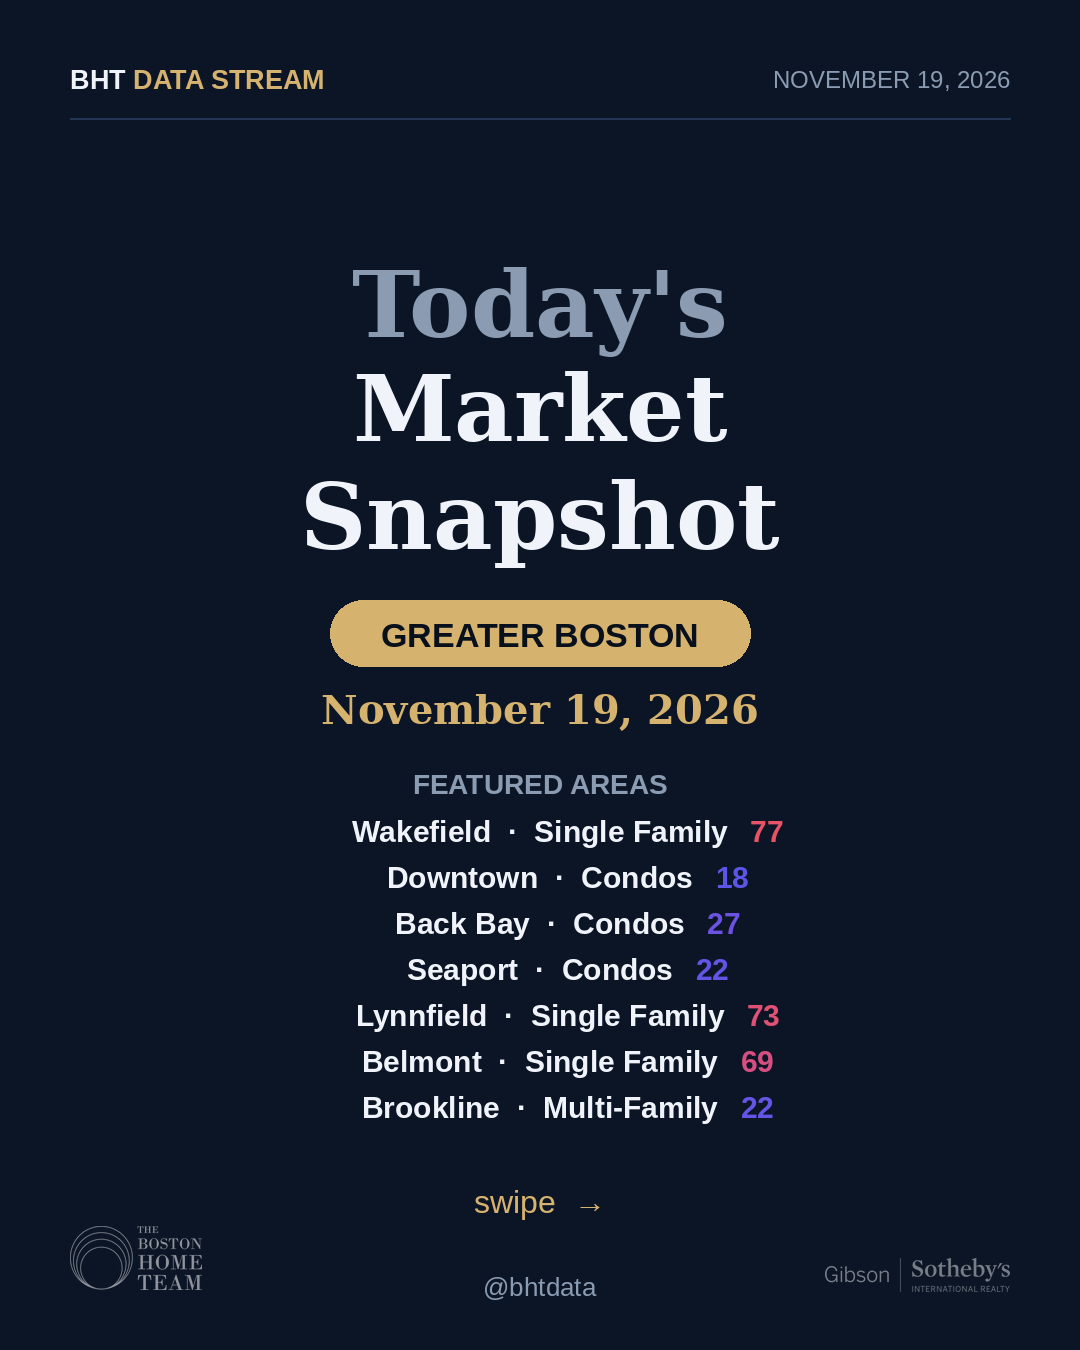 BHT DATA STREAM
NOVEMBER 19, 2026
Today's
Market
Snapshot
GREATER BOSTON
November 19, 2026
FEATURED AREAS
Wakefield · Single Family 77
Downtown · Condos 18
Back Bay · Condos 27
Seaport · Condos 22
Lynnfield · Single Family 73
Belmont · Single Family 69
Brookline · Multi-Family 22
swipe →
THE
BOSTON
HOME
TEAM
@bhtdata
Gibson
Sotheby's
INTERNATIONAL REALTY